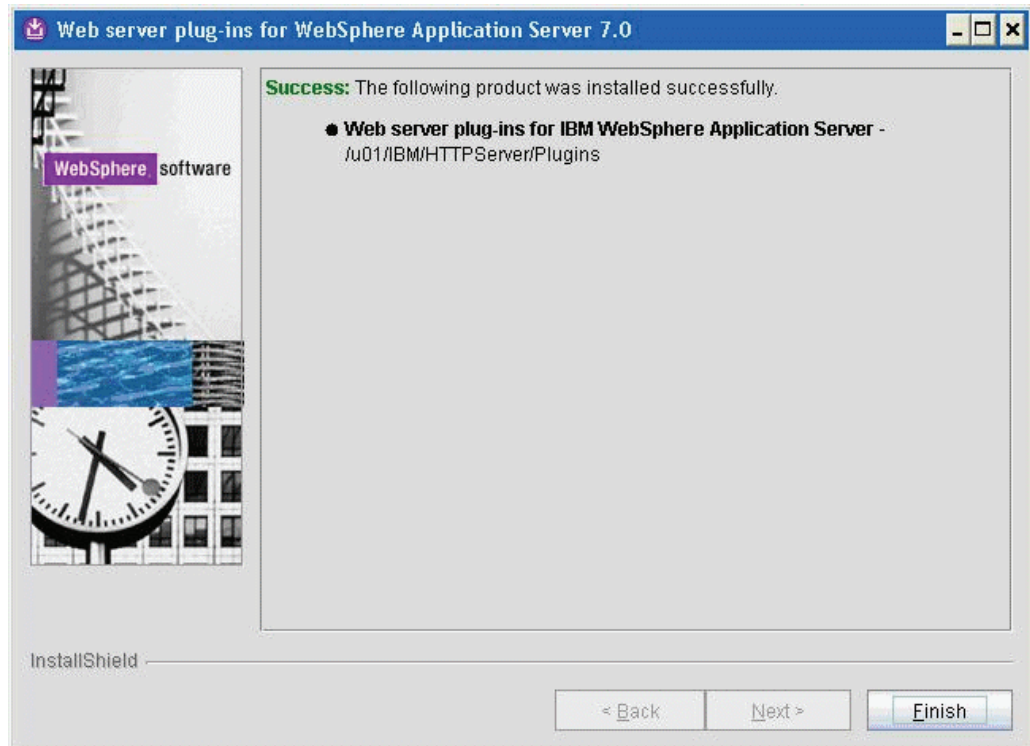 Web server plug-ins for WebSphere Application Server 7.0
WebSphere software
Success: The following product was installed successfully.
Web server plug-ins for IBM WebSphere Application Server -
/u01/IBM/HTTPServer/Plugins
InstallShield
< Back
Next >
Finish